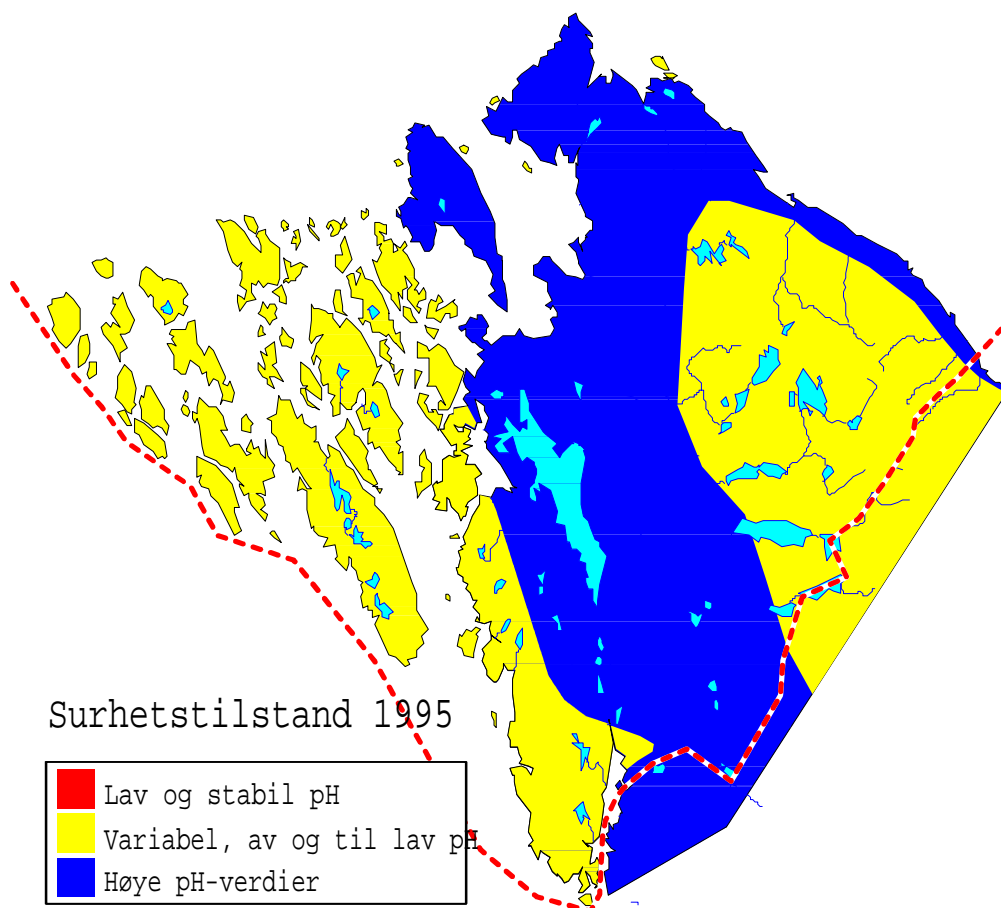 Surhetstilstand 1995
Lav og stabil pH
Variabel, av og til lav pH
Høye pH-verdier